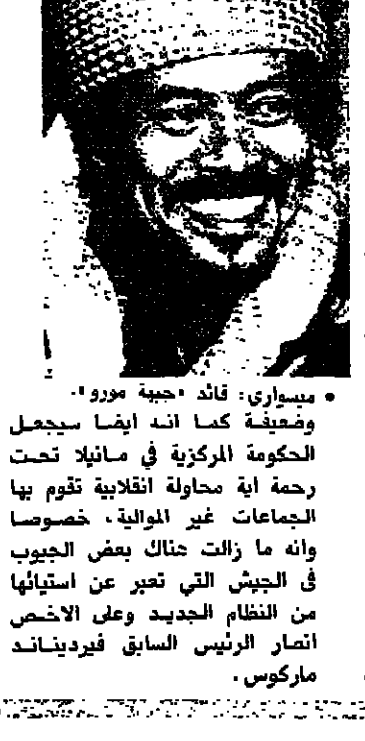 • ميسواري: قائد «جبهة مورو».
وضعيفة كما انه ايضا سيجعل
الحكومة المركزية في مانيلا تحت
رحمة اية محاولة انقلابية تقوم بها
الجماعات غير الموالية، خصوصا
وانه ما زالت هناك بعض الجيوب
فى الجيش التي تعبر عن استيائها
من النظام الجديد وعلى الاخص
انصار الرئيس السابق فيرديناند
ماركوس.